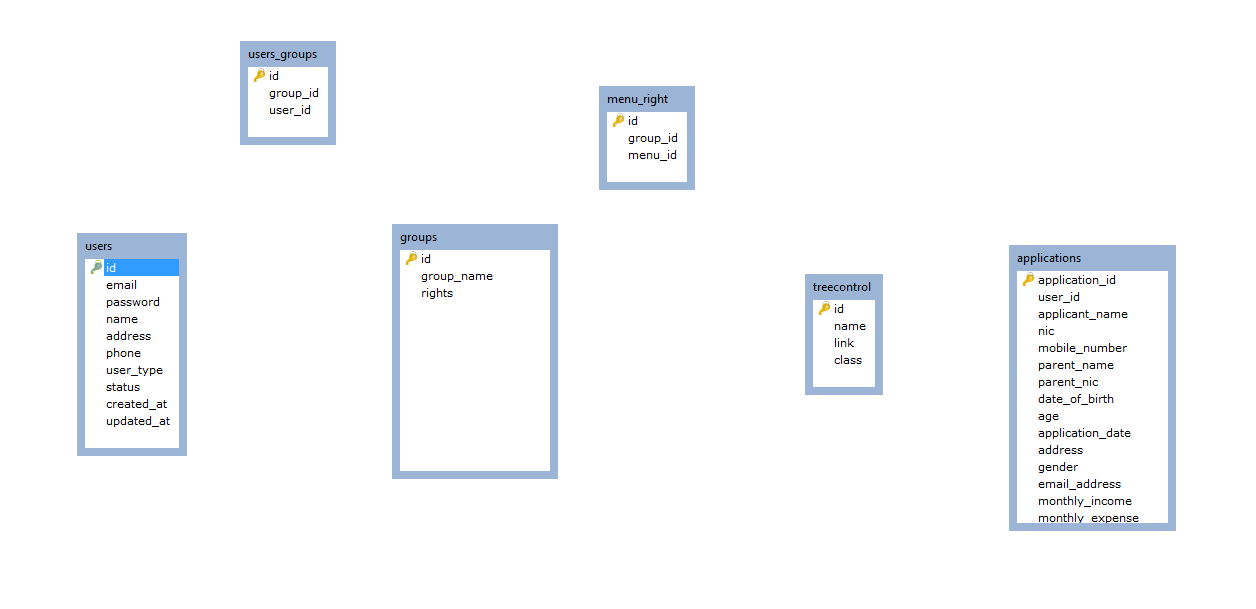 users_groups
id
group_id
user_id
menu_right
id
group_id
menu_id
users
id
email
password
name
address
phone
user_type
status
created_at
updated_at
groups
id
group_name
rights
treecontrol
id
name
link
class
applications
application_id
user_id
applicant_name
nic
mobile_number
parent_name
parent_nic
date_of_birth
age
application_date
address
gender
email_address
monthly_income
monthly_expense